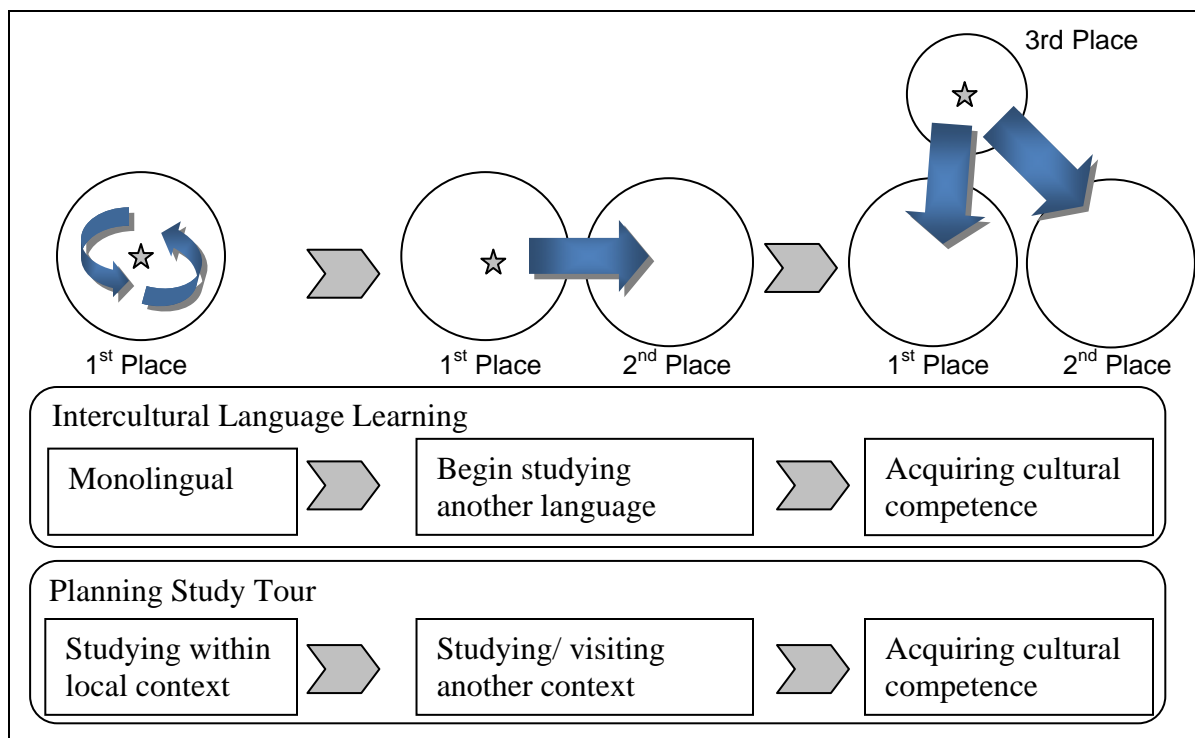 3rd Place
1st Place
1st Place
2nd Place
1st Place
2nd Place
Intercultural Language Learning
Monolingual
Begin studying
another language
Acquiring cultural
competence
Planning Study Tour
Studying within
local context
Studying/ visiting
another context
Acquiring cultural
competence